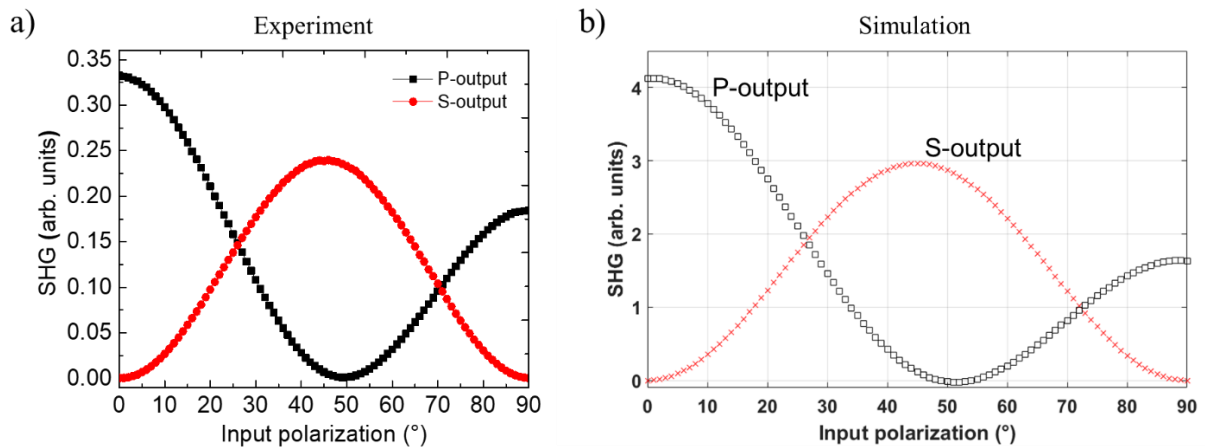 a) Experiment
0.35
0.30
0.25
0.20
0.15
0.10
0.05
0.00
SHG (arb. units)
P-output
S-output
0 10 20 30 40 50 60 70 80 90
Input polarization (°)
b) Simulation
4
3
2
1
0
SHG (arb. units)
P-output
S-output
0 10 20 30 40 50 60 70 80 90
Input polarization (°)